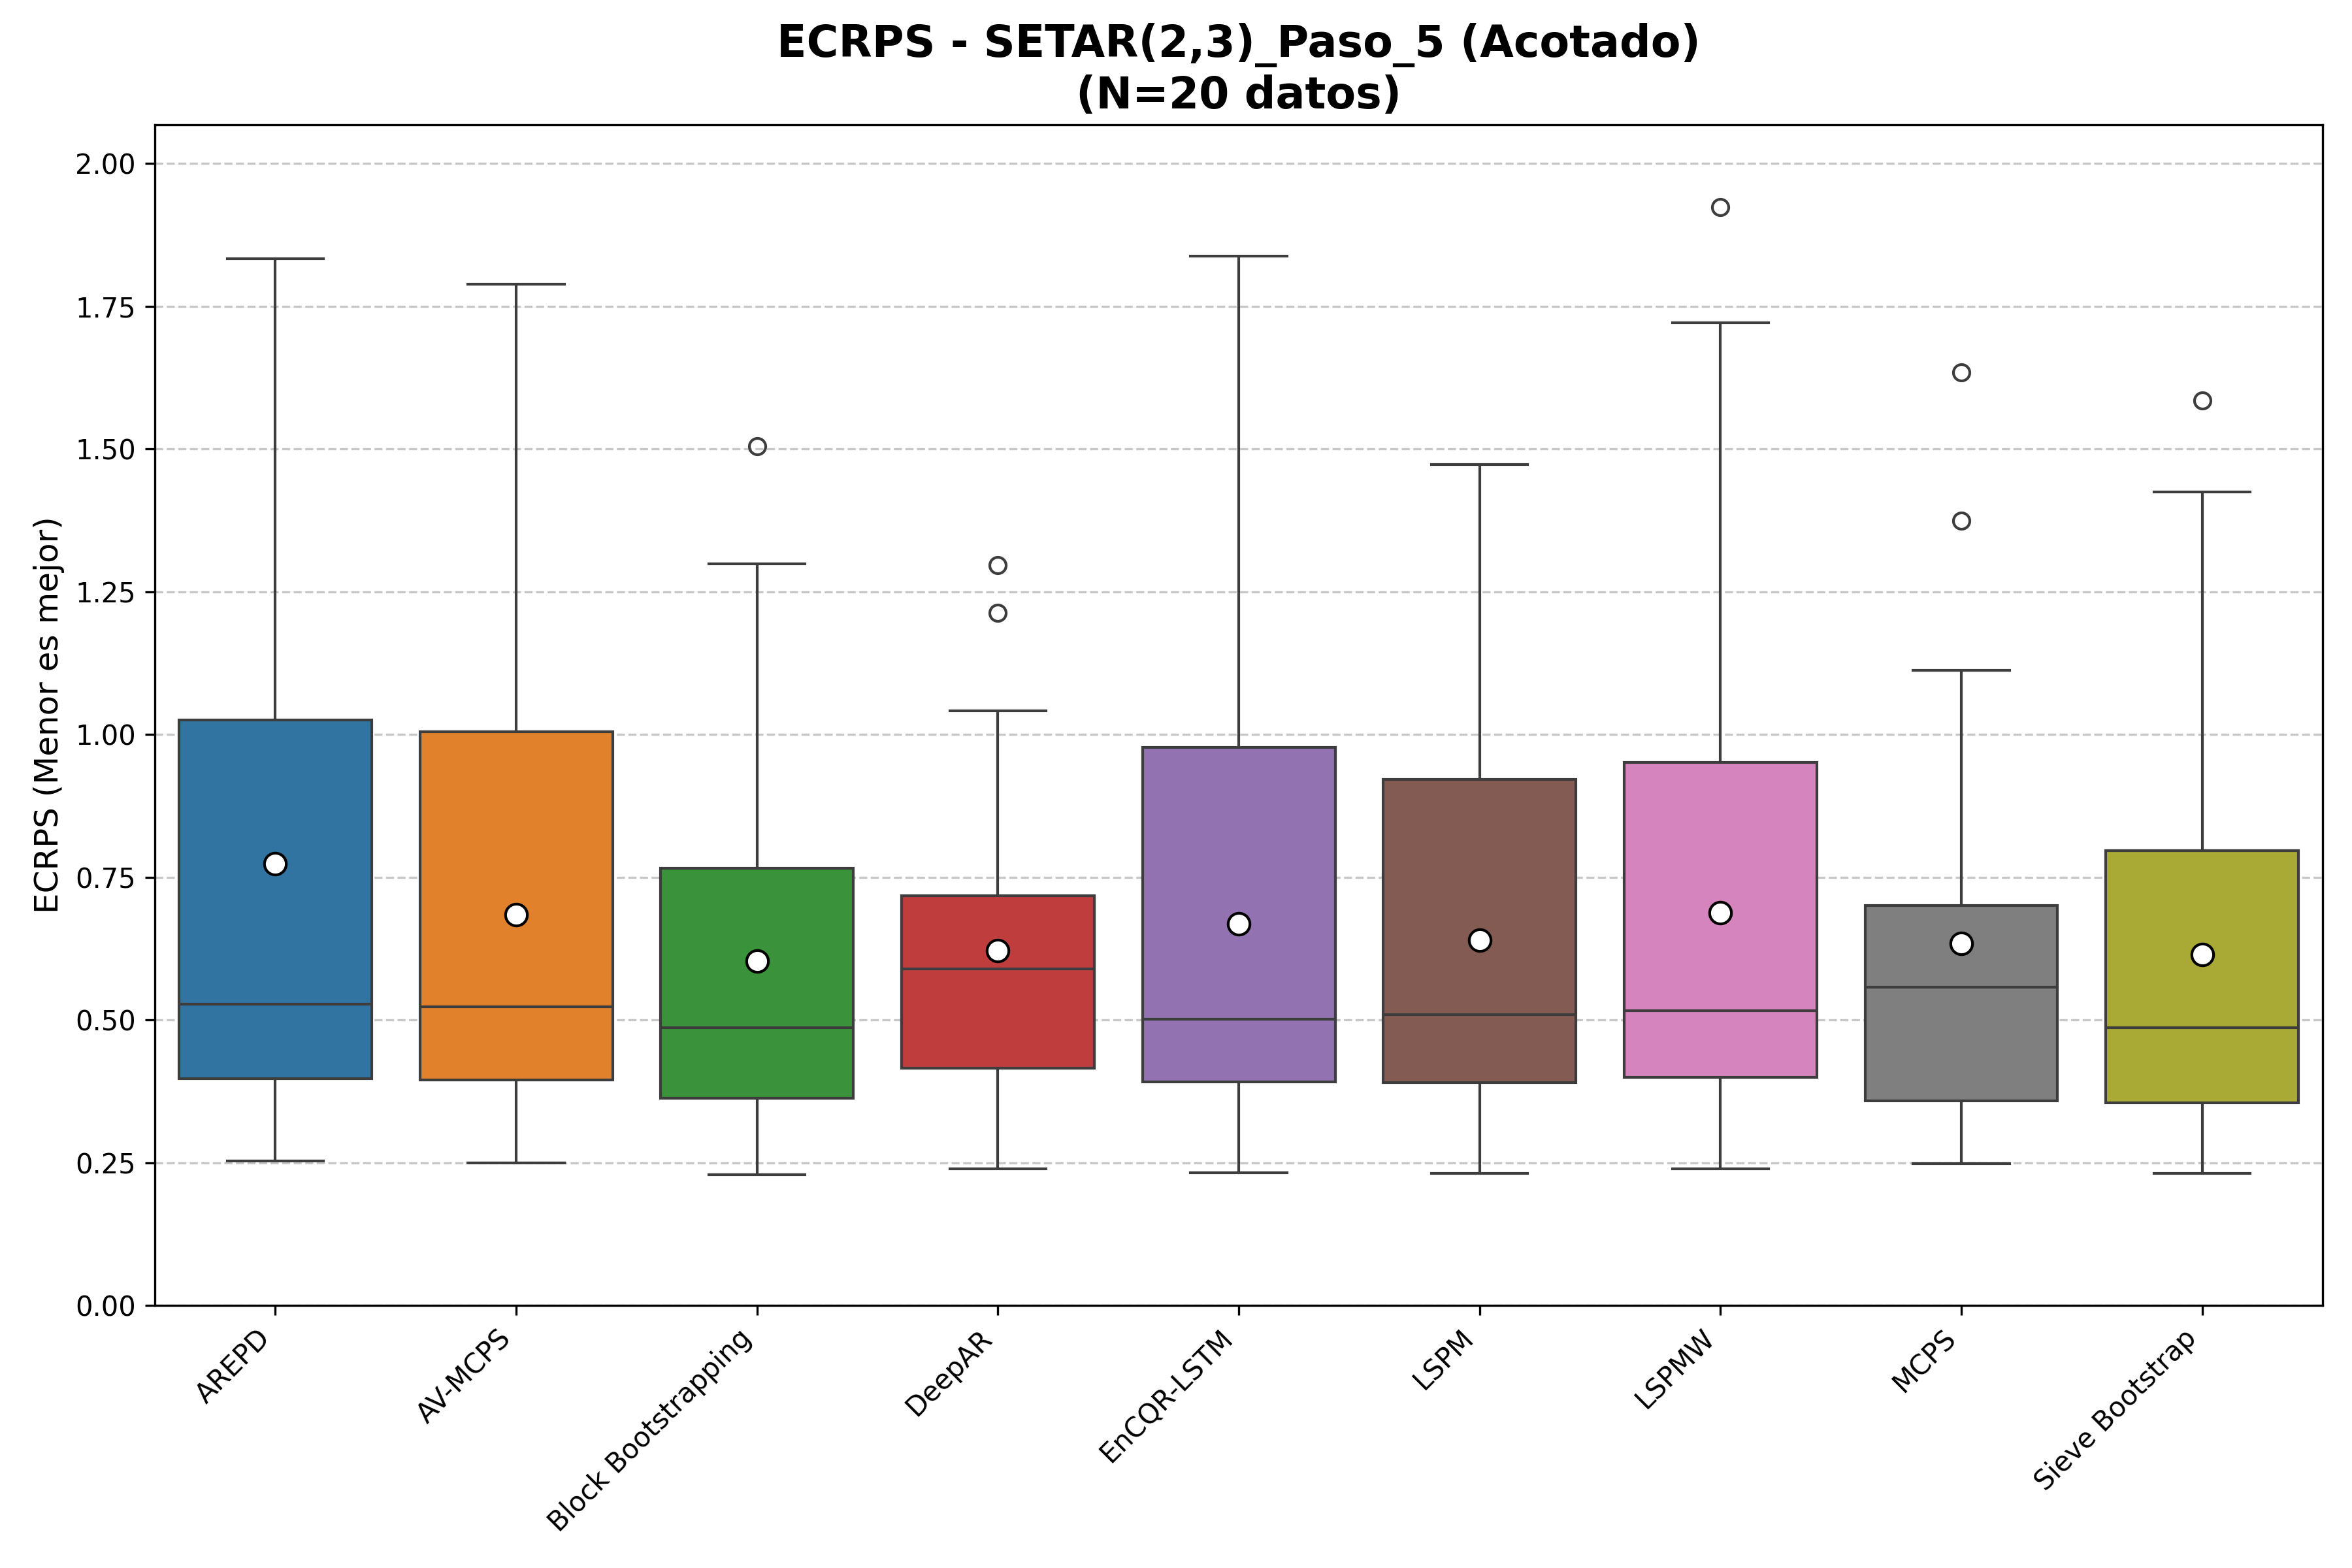 ECRPS - SETAR(2,3)_Paso_5 (Acotado)
(N=20 datos)
ECRPS (Menor es mejor)
2.00
1.75
1.50
1.25
1.00
0.75
0.50
0.25
0.00
AREPD
AV-MCPS
Block Bootstrapping
DeepAR
EnCQR-LSTM
LSPM
LSPMW
MCPS
Sieve Bootstrap